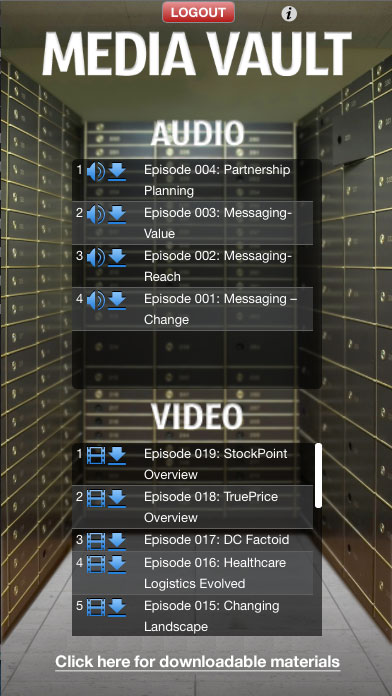 LOGOUT
i
MEDIA VAULT
AUDIO
1 Episode 004: Partnership
Planning
2 Episode 003: Messaging-
Value
3 Episode 002: Messaging-
Reach
4 Episode 001: Messaging –
Change
VIDEO
1 Episode 019: StockPoint
Overview
2 Episode 018: TruePrice
Overview
3 Episode 017: DC Factoid
4 Episode 016: Healthcare
Logistics Evolved
5 Episode 015: Changing
Landscape
Click here for downloadable materials